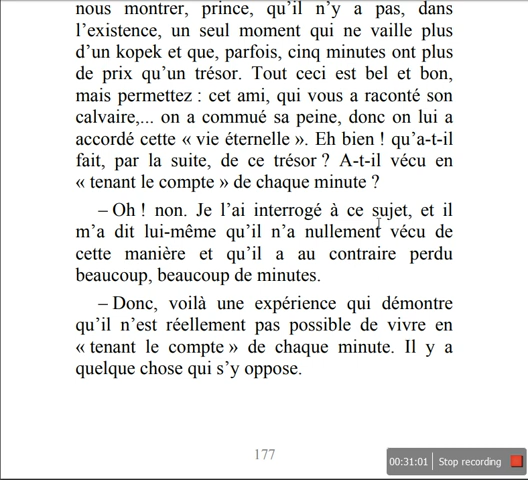 nous montrer, prince, qu'il n'y a pas, dans
l'existence, un seul moment qui ne vaille plus
d'un kopek et que, parfois, cinq minutes ont plus
de prix qu'un trésor. Tout ceci est bel et bon,
mais permettez : cet ami, qui vous a raconté son
calvaire,... on a commué sa peine, donc on lui a
accordé cette « vie éternelle ». Eh bien ! qu'a-t-il
fait, par la suite, de ce trésor ? A-t-il vécu en
« tenant le compte » de chaque minute ?
– Oh ! non. Je l'ai interrogé à ce sujet, et il
m'a dit lui-même qu'il n'a nullement vécu de
cette manière et qu'il a au contraire perdu
beaucoup, beaucoup de minutes.
– Donc, voilà une expérience qui démontre
qu'il n'est réellement pas possible de vivre en
« tenant le compte » de chaque minute. Il y a
quelque chose qui s'y oppose.
177
00:31:01 Stop recording